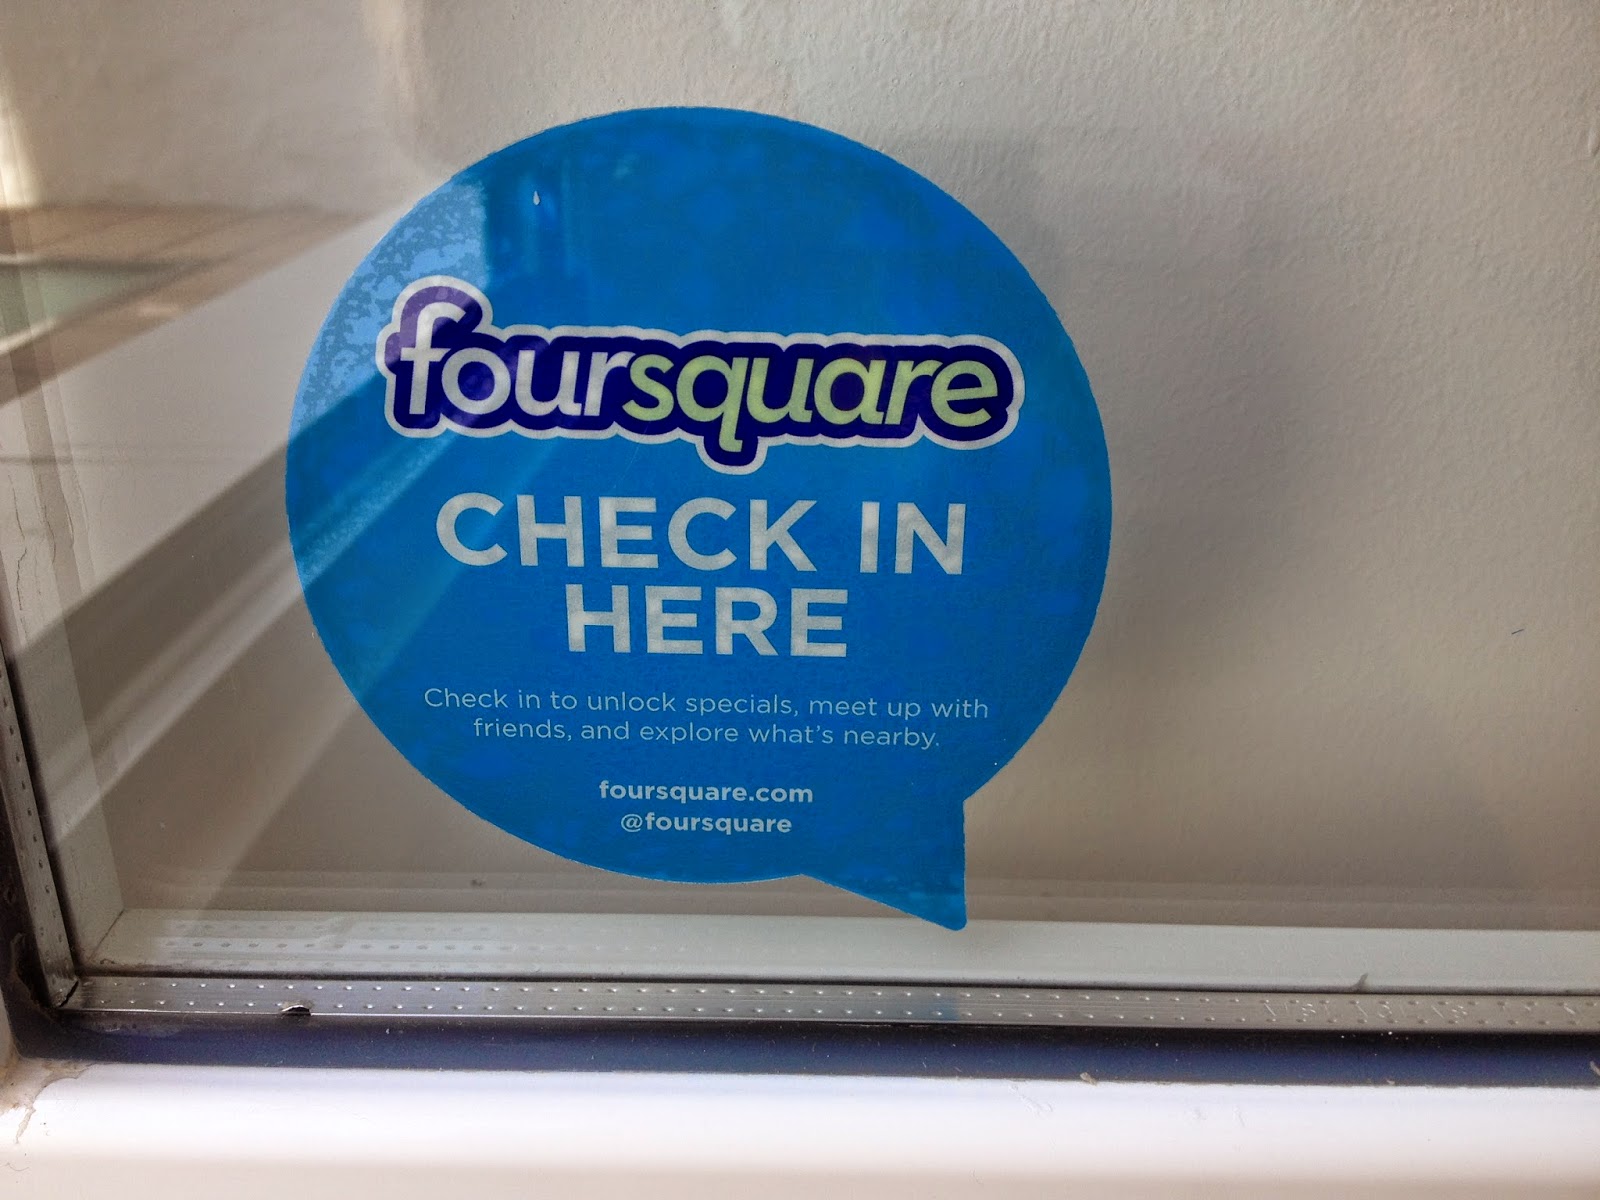 foursquare
CHECK IN
HERE
Check in to unlock specials, meet up with
friends, and explore what's nearby.
foursquare.com
@foursquare